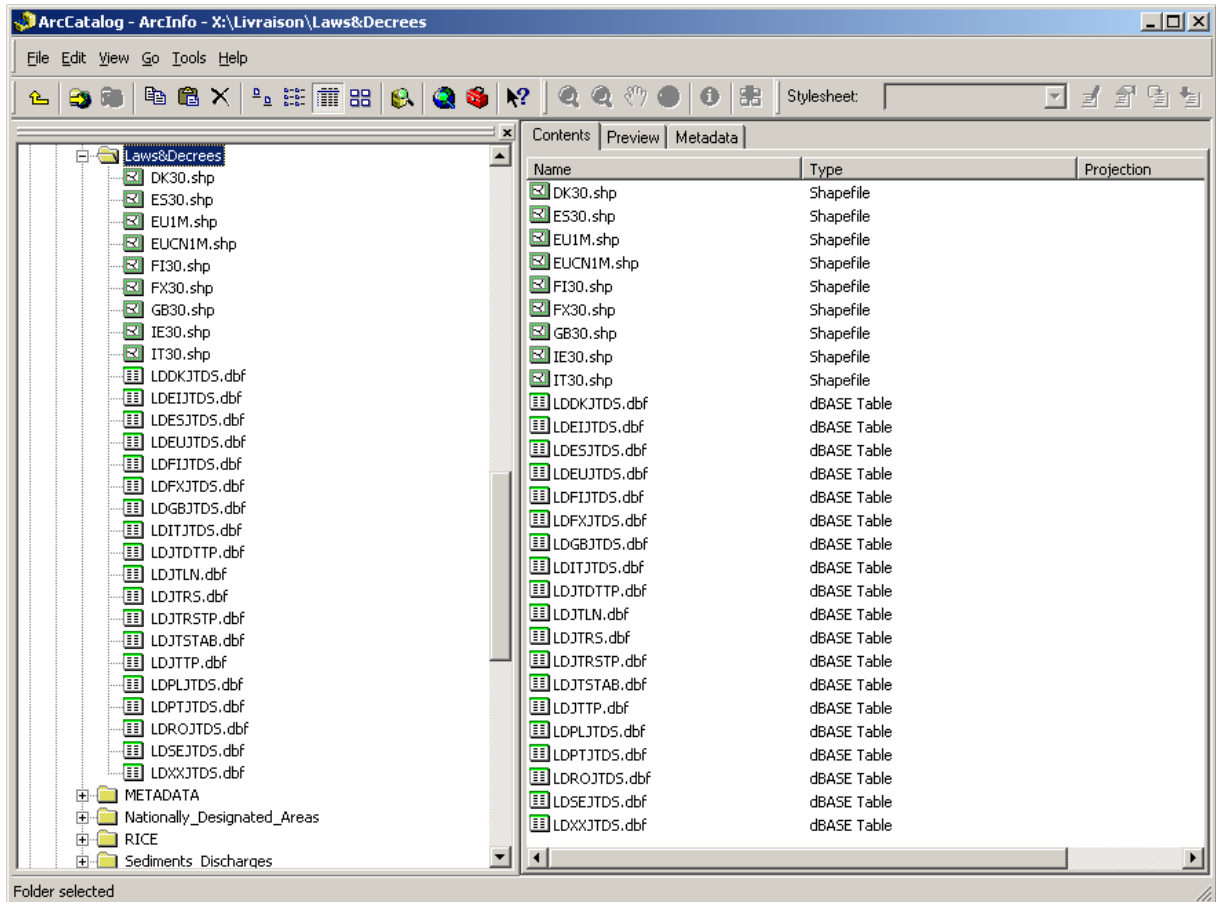 ArcCatalog - ArcInfo - X:\Livraison\Laws&Decrees
File Edit View Go Tools Help
Stylesheet:
Laws&Decrees
DK30.shp
ES30.shp
EU1M.shp
EUCN1M.shp
FI30.shp
FX30.shp
GB30.shp
IE30.shp
IT30.shp
LDDKJTDS.dbf
LDEIJTDS.dbf
LDESJTDS.dbf
LDEUJTDS.dbf
LDFIJTDS.dbf
LDFXJTDS.dbf
LDGBJTDS.dbf
LDITJTDS.dbf
LDJTDTTP.dbf
LDJTLN.dbf
LDJTRS.dbf
LDJTRSTP.dbf
LDJTSTAB.dbf
LDJTTP.dbf
LDPLJTDS.dbf
LDPTJTDS.dbf
LDROJTDS.dbf
LDSEJTDS.dbf
LDXXJTDS.dbf
METADATA
Nationally_Designated_Areas
RICE
Sediments_Discharges
Contents Preview Metadata
Name Type Projection
DK30.shp Shapefile
ES30.shp Shapefile
EU1M.shp Shapefile
EUCN1M.shp Shapefile
FI30.shp Shapefile
FX30.shp Shapefile
GB30.shp Shapefile
IE30.shp Shapefile
IT30.shp Shapefile
LDDKJTDS.dbf dBASE Table
LDEIJTDS.dbf dBASE Table
LDESJTDS.dbf dBASE Table
LDEUJTDS.dbf dBASE Table
LDFIJTDS.dbf dBASE Table
LDFXJTDS.dbf dBASE Table
LDGBJTDS.dbf dBASE Table
LDITJTDS.dbf dBASE Table
LDJTDTTP.dbf dBASE Table
LDJTLN.dbf dBASE Table
LDJTRS.dbf dBASE Table
LDJTRSTP.dbf dBASE Table
LDJTSTAB.dbf dBASE Table
LDJTTP.dbf dBASE Table
LDPLJTDS.dbf dBASE Table
LDPTJTDS.dbf dBASE Table
LDROJTDS.dbf dBASE Table
LDSEJTDS.dbf dBASE Table
LDXXJTDS.dbf dBASE Table
Folder selected